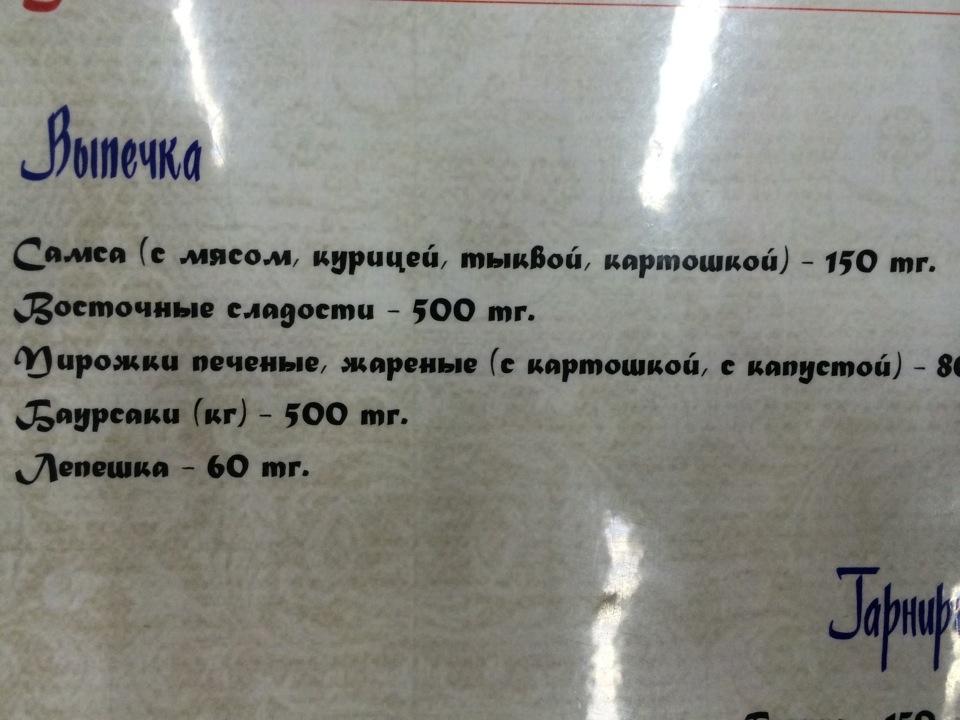 Выпечка
Самса (с мясом, курицей, тыквой, картошкой) - 150 тг.
Восточные сладости - 500 тг.
Пирожки печеные, жареные (с картошкой, с капустой) -
Баурсаки (кг) - 500 тг.
Лепешка - 60 тг.